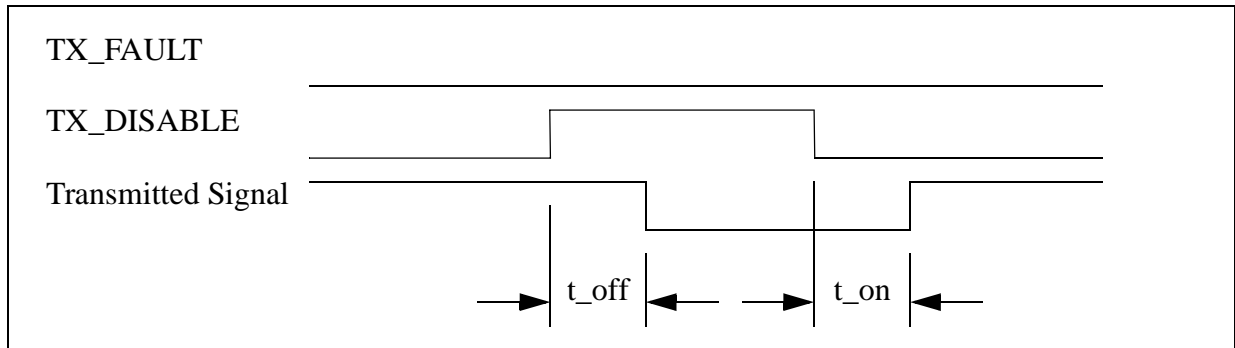 TX_FAULT
TX_DISABLE
Transmitted Signal
t_off
t_on